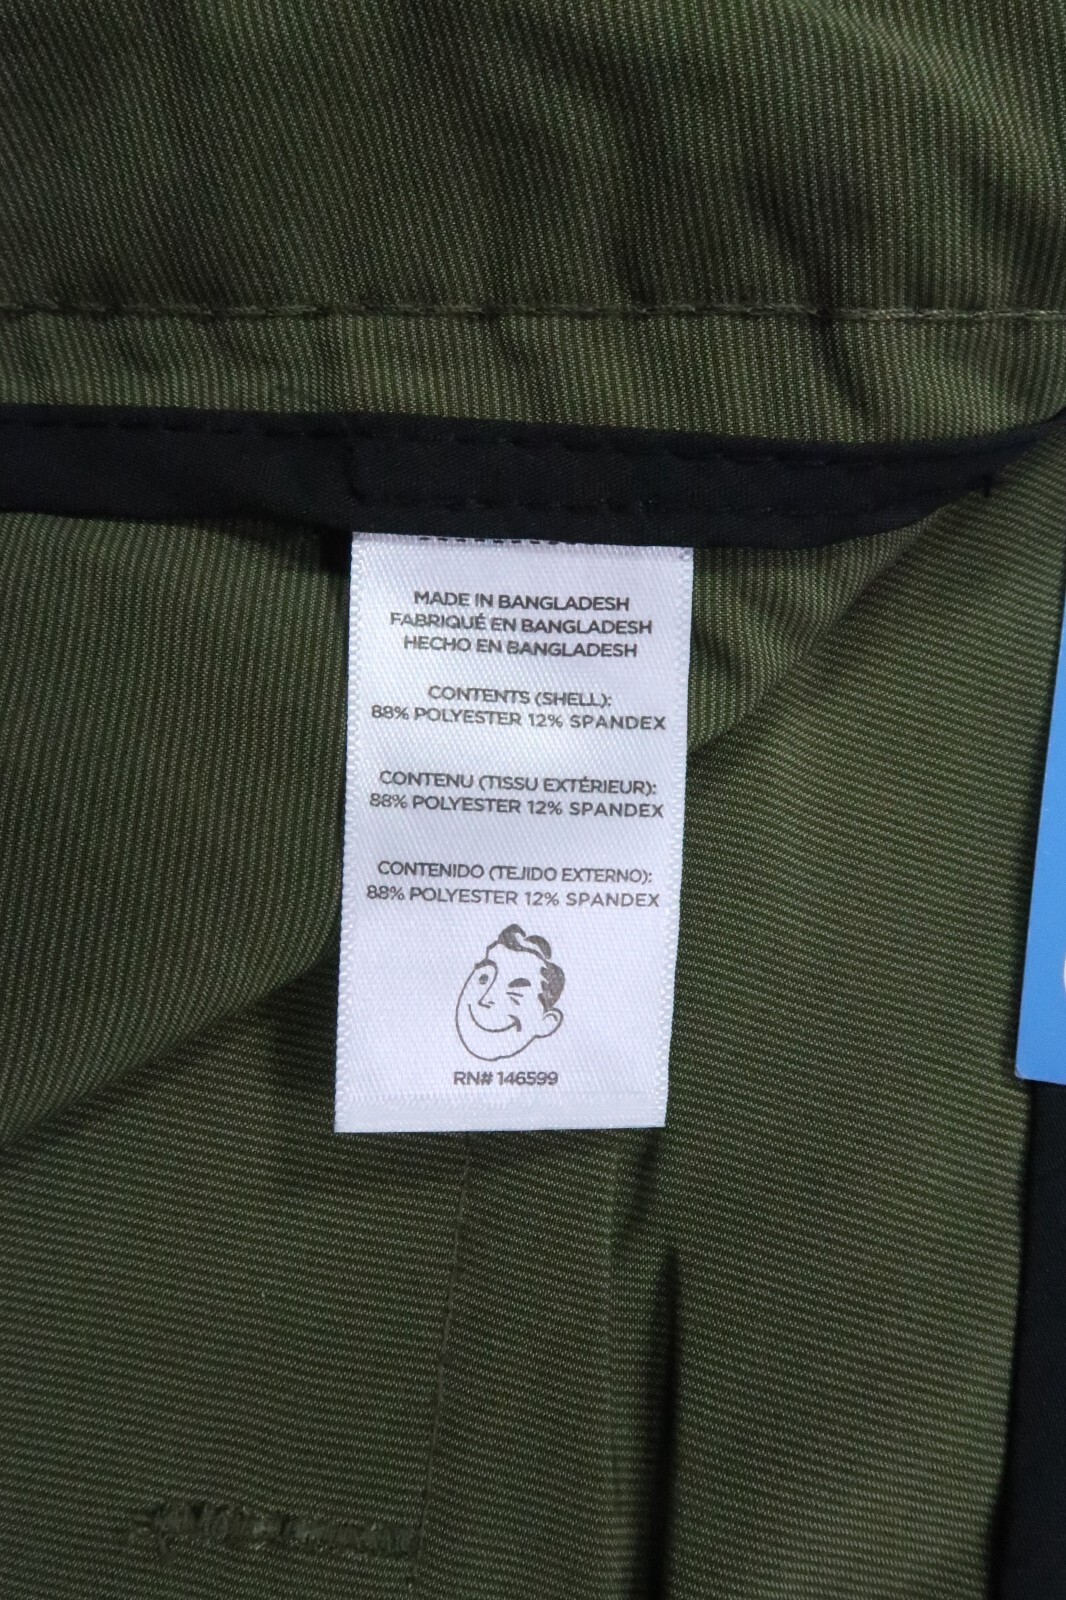 MADE IN BANGLADESH
FABRIQUÉ EN BANGLADESH
HECHO EN BANGLADESH
CONTENTS (SHELL):
88% POLYESTER 12% SPANDEX
CONTENU (TISSU EXTÉRIEUR):
88% POLYESTER 12% SPANDEX
CONTENIDO (TEJIDO EXTERNO):
88% POLYESTER 12% SPANDEX
RN# 146599